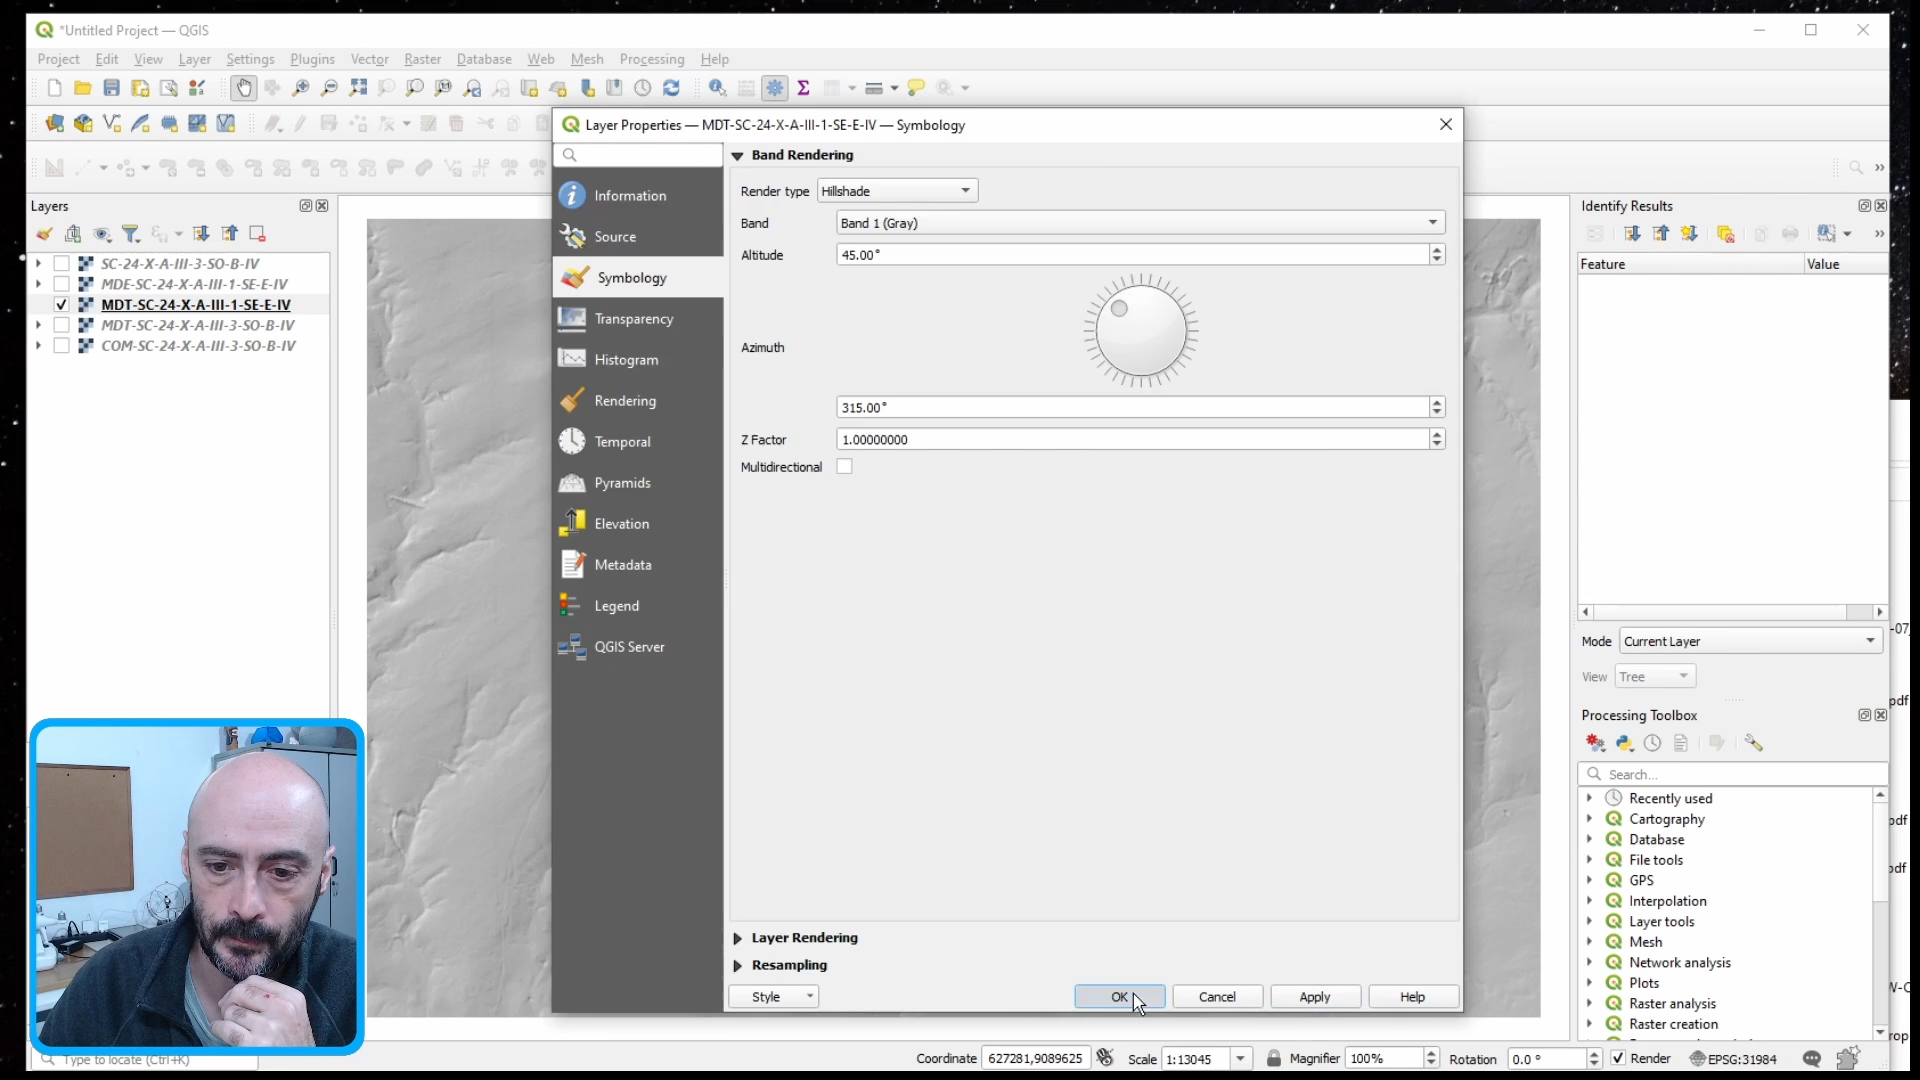 *Untitled Project — QGIS
Project Edit View Layer Settings Plugins Vector Raster Database Web Mesh Processing Help
Layers
SC-24-X-A-III-3-SO-B-IV
MDE-SC-24-X-A-III-1-SE-E-IV
MDT-SC-24-X-A-III-1-SE-E-IV
MDT-SC-24-X-A-III-3-SO-B-IV
COM-SC-24-X-A-III-3-SO-B-IV
Layer Properties — MDT-SC-24-X-A-III-1-SE-E-IV — Symbology
Information
Source
Symbology
Transparency
Histogram
Rendering
Temporal
Pyramids
Elevation
Metadata
Legend
QGIS Server
Band Rendering
Render type Hillshade
Band Band 1 (Gray)
Altitude 45.00°
Azimuth
315.00°
Z Factor 1.00000000
Multidirectional
Layer Rendering
Resampling
Style OK Cancel Apply Help
Identify Results
Feature Value
Mode Current Layer
View Tree
Processing Toolbox
Search...
Recently used
Cartography
Database
File tools
GPS
Interpolation
Layer tools
Mesh
Network analysis
Plots
Raster analysis
Raster creation
Type to locate (Ctrl+K)
Coordinate 627281,9089625 Scale 1:13045 Magnifier 100% Rotation 0.0 ° Render EPSG:31984